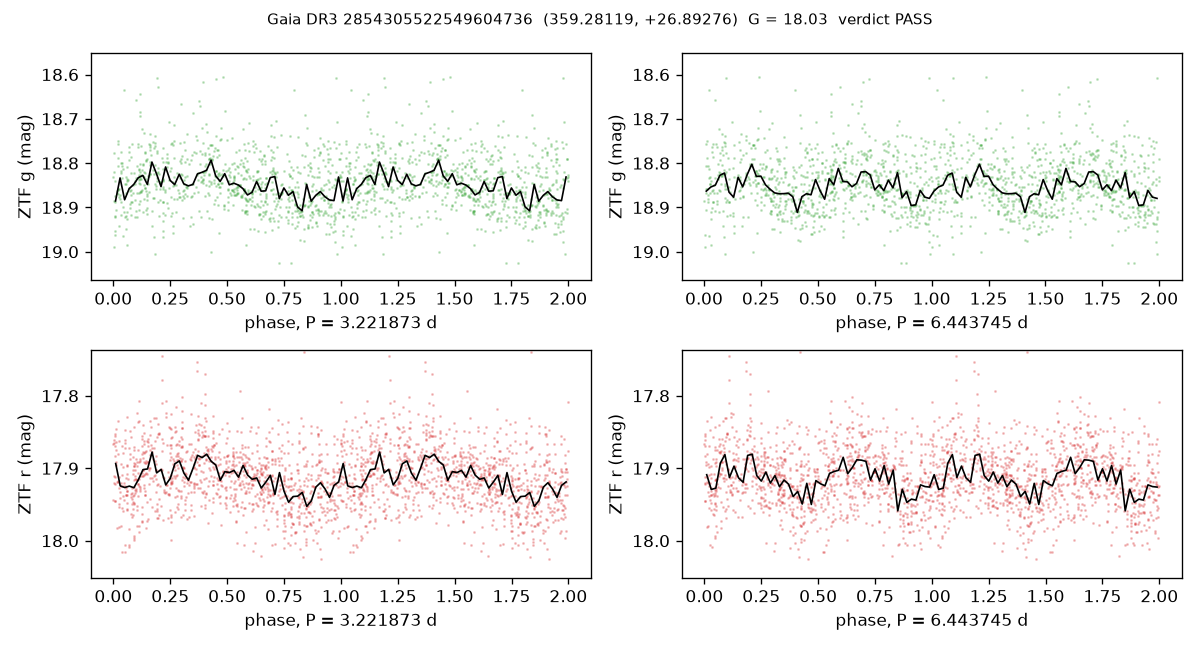 Gaia DR3 2854305522549604736 (359.28119, +26.89276) G = 18.03 verdict PASS
ZTF g (mag)
18.6
18.7
18.8
18.9
19.0
0.00 0.25 0.50 0.75 1.00 1.25 1.50 1.75 2.00
phase, P = 3.221873 d
ZTF g (mag)
18.6
18.7
18.8
18.9
19.0
0.00 0.25 0.50 0.75 1.00 1.25 1.50 1.75 2.00
phase, P = 6.443745 d
ZTF r (mag)
17.8
17.9
18.0
0.00 0.25 0.50 0.75 1.00 1.25 1.50 1.75 2.00
phase, P = 3.221873 d
ZTF r (mag)
17.8
17.9
18.0
0.00 0.25 0.50 0.75 1.00 1.25 1.50 1.75 2.00
phase, P = 6.443745 d